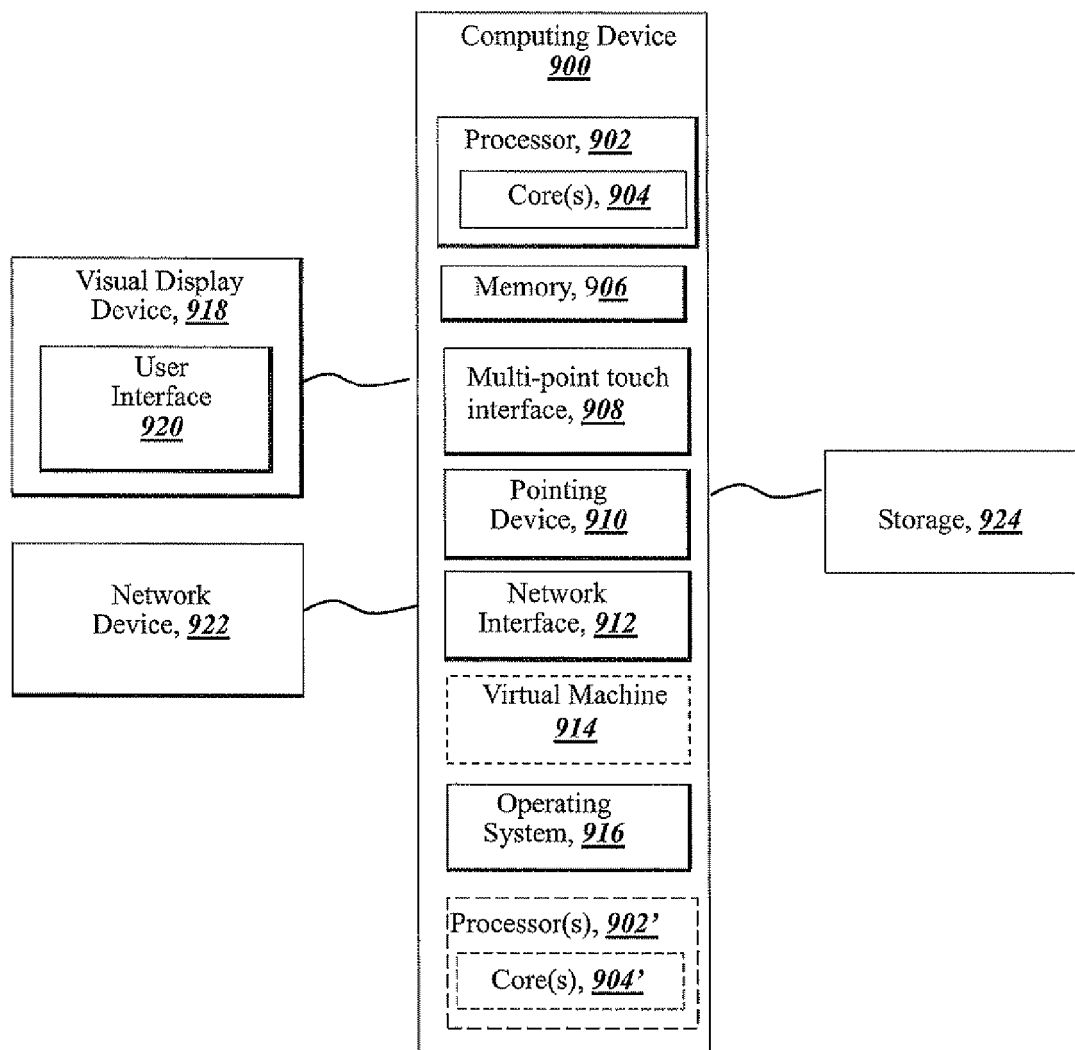 Computing Device
900
Processor, 902
Core(s), 904
Memory, 906
Multi-point touch
interface, 908
Pointing
Device, 910
Network
Interface, 912
Virtual Machine
914
Operating
System, 916
Processor(s), 902’
Core(s), 904’
Visual Display
Device, 918
User
Interface
920
Network
Device, 922
Storage, 924